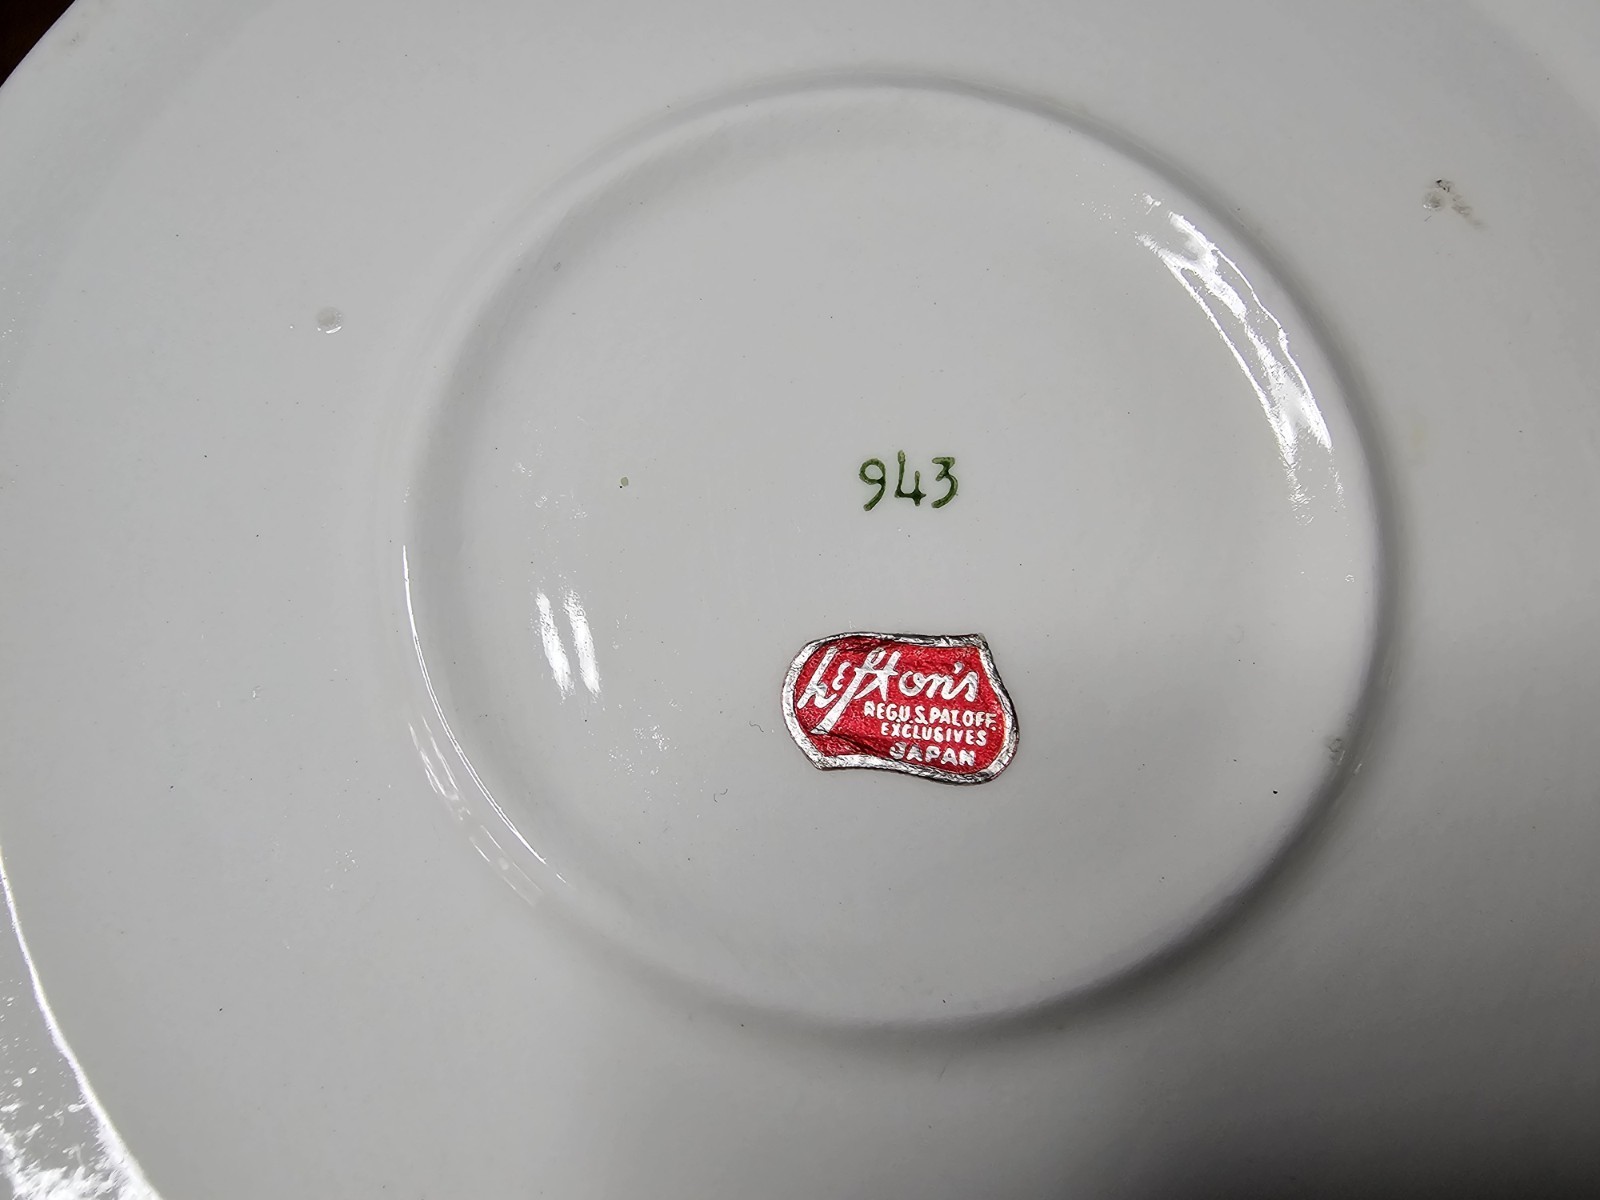 943
Lefton's
REG.U.S.PAT.OFF.
EXCLUSIVES
JAPAN